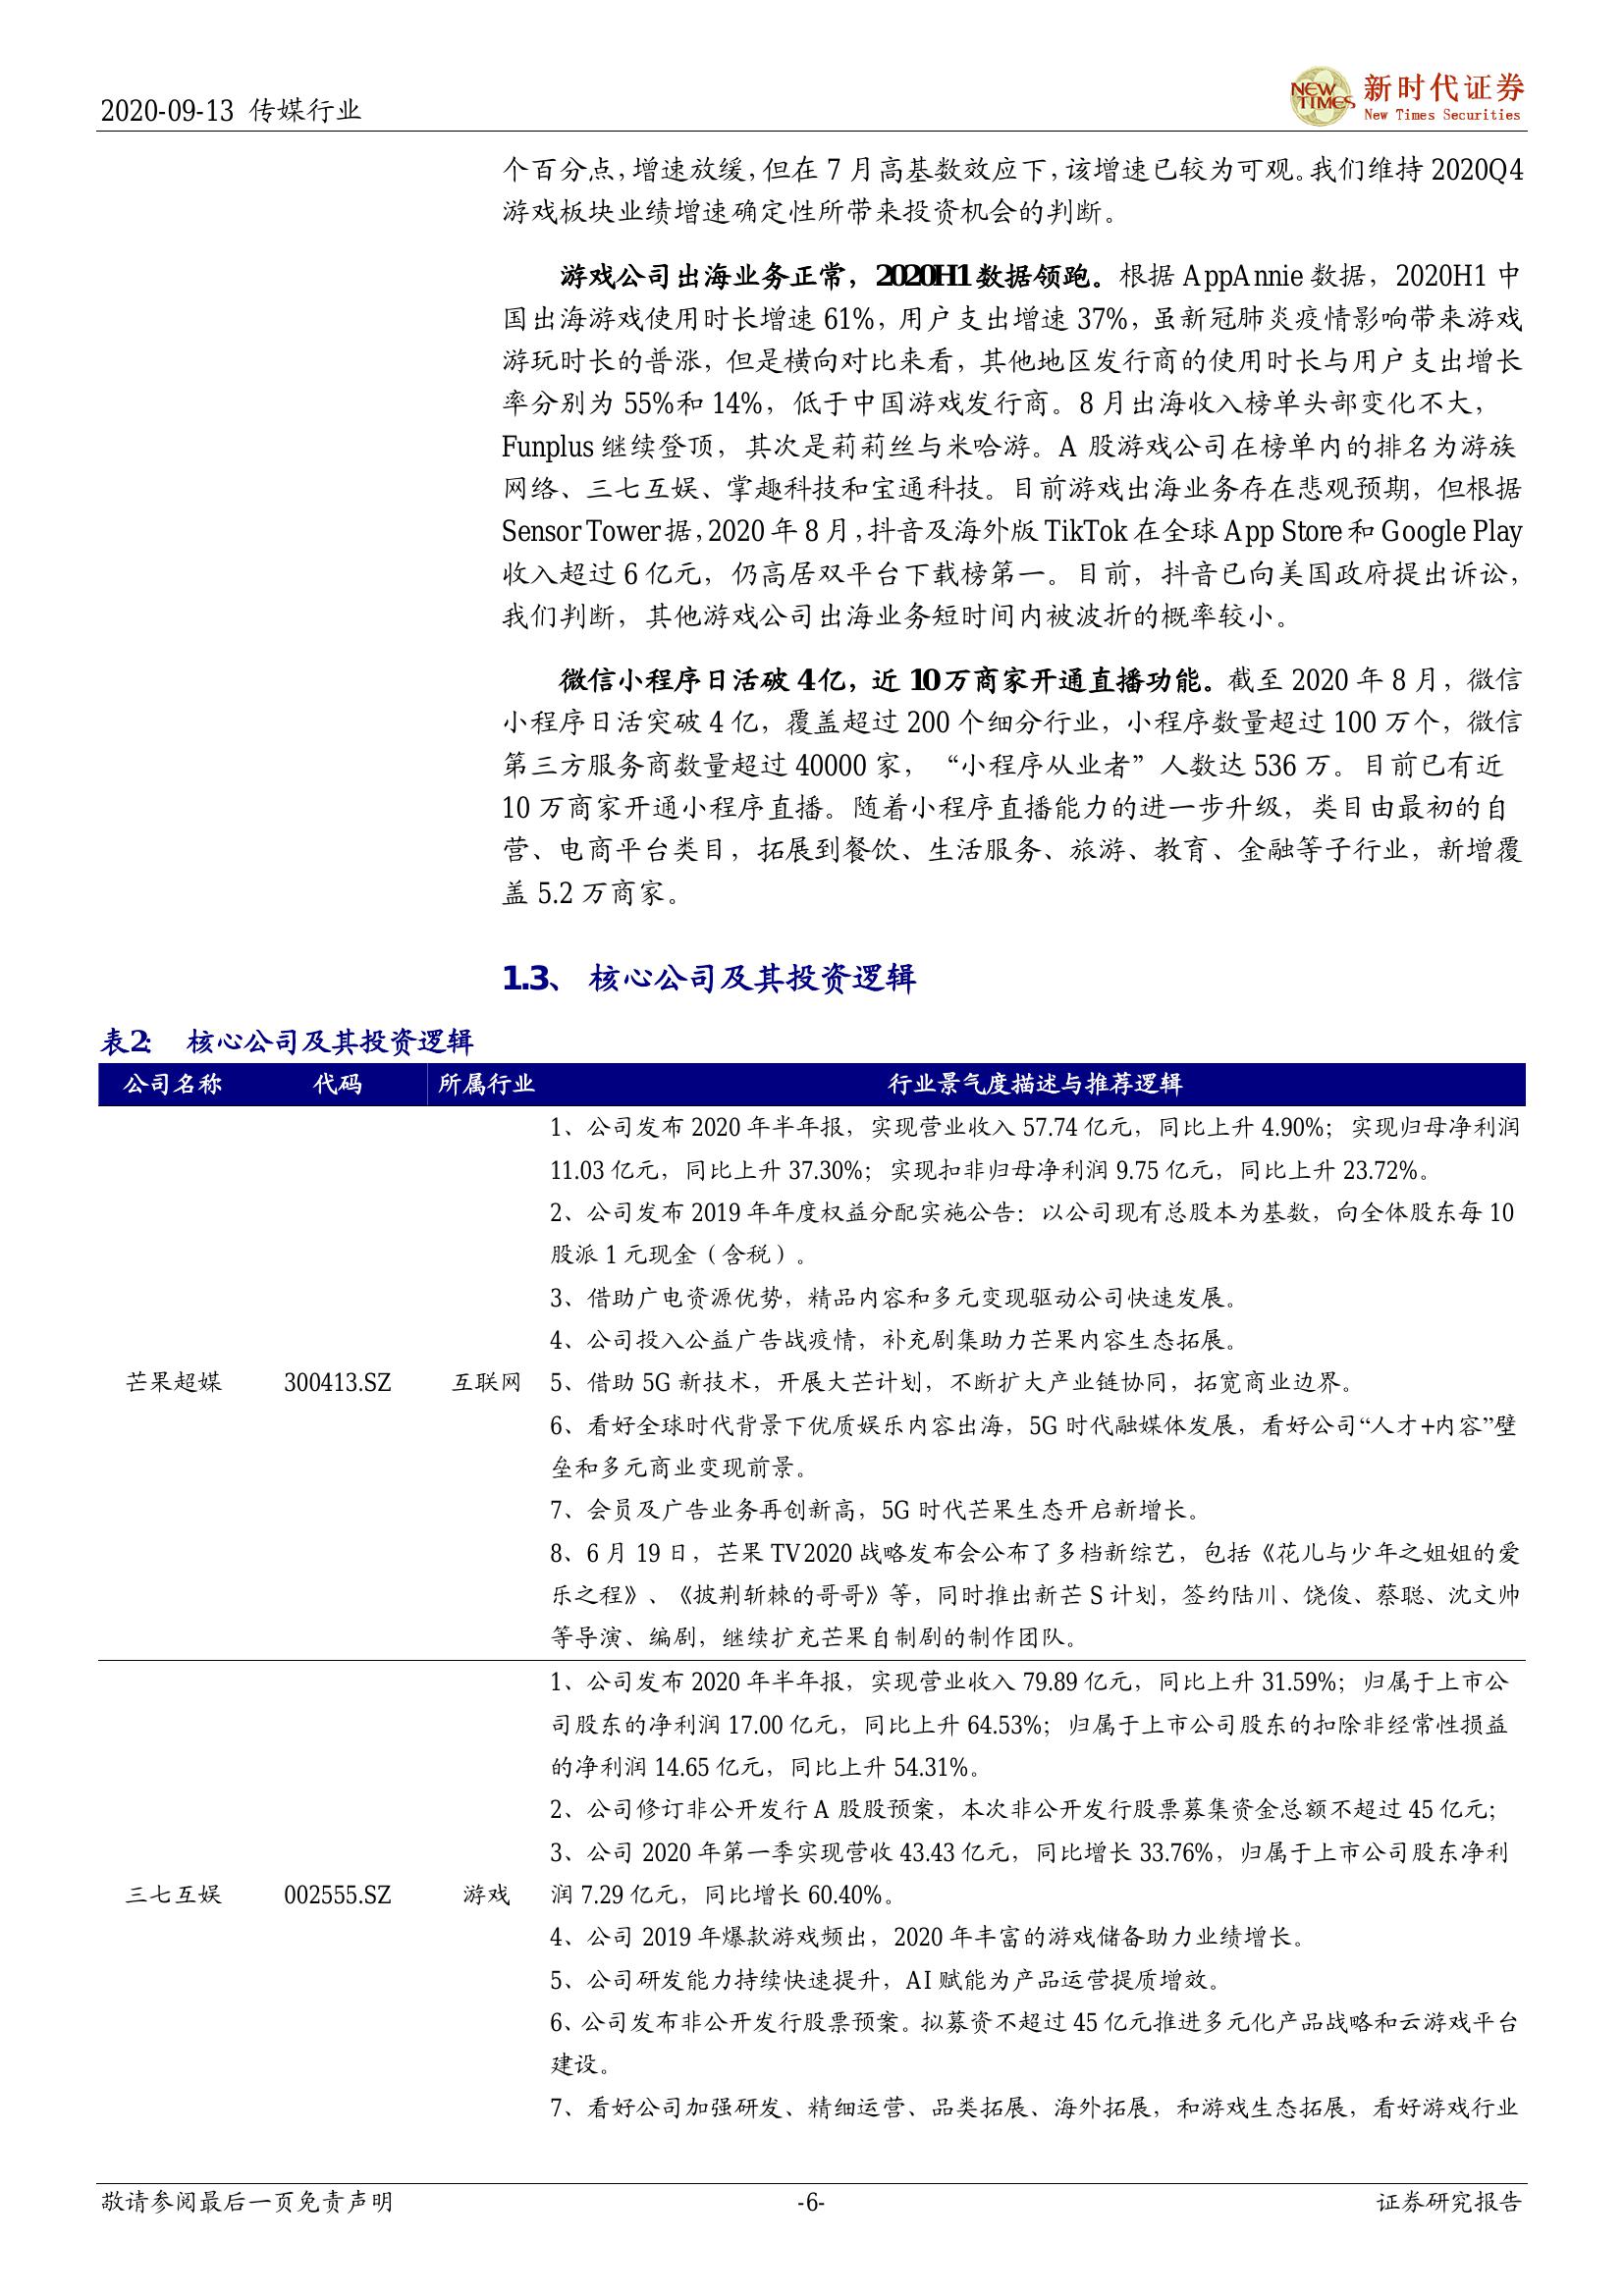 2020-09-13 传媒行业
NEW TIMES 新时代证券
New Times Securities
个百分点，增速放缓，但在 7 月高基数效应下，该增速已较为可观。我们维持 2020Q4
游戏板块业绩增速确定性所带来投资机会的判断。
游戏公司出海业务正常，2020H1 数据领跑。根据 AppAnnie 数据，2020H1 中
国出海游戏使用时长增速 61%，用户支出增速 37%，虽新冠肺炎疫情影响带来游戏
游玩时长的普涨，但是横向对比来看，其他地区发行商的使用时长与用户支出增长
率分别为 55%和 14%，低于中国游戏发行商。8 月出海收入榜单头部变化不大，
Funplus 继续登顶，其次是莉莉丝与米哈游。A 股游戏公司在榜单内的排名为游族
网络、三七互娱、掌趣科技和宝通科技。目前游戏出海业务存在悲观预期，但根据
Sensor Tower 据，2020 年 8 月，抖音及海外版 TikTok 在全球 App Store 和 Google Play
收入超过 6 亿元，仍高居双平台下载榜第一。目前，抖音已向美国政府提出诉讼，
我们判断，其他游戏公司出海业务短时间内被波折的概率较小。
微信小程序日活破 4 亿，近 10 万商家开通直播功能。截至 2020 年 8 月，微信
小程序日活突破 4 亿，覆盖超过 200 个细分行业，小程序数量超过 100 万个，微信
第三方服务商数量超过 40000 家，“小程序从业者”人数达 536 万。目前已有近
10 万商家开通小程序直播。随着小程序直播能力的进一步升级，类目由最初的自
营、电商平台类目，拓展到餐饮、生活服务、旅游、教育、金融等子行业，新增覆
盖 5.2 万商家。
1.3、 核心公司及其投资逻辑
表2： 核心公司及其投资逻辑
公司名称 代码 所属行业 行业景气度描述与推荐逻辑
1、公司发布 2020 年半年报，实现营业收入 57.74 亿元，同比上升 4.90%；实现归母净利润
11.03 亿元，同比上升 37.30%；实现扣非归母净利润 9.75 亿元，同比上升 23.72%。
2、公司发布 2019 年年度权益分配实施公告：以公司现有总股本为基数，向全体股东每 10
股派 1 元现金（含税）。
3、借助广电资源优势，精品内容和多元变现驱动公司快速发展。
4、公司投入公益广告战疫情，补充剧集助力芒果内容生态拓展。
芒果超媒 300413.SZ 互联网 5、借助 5G 新技术，开展大芒计划，不断扩大产业链协同，拓宽商业边界。
6、看好全球时代背景下优质娱乐内容出海，5G 时代融媒体发展，看好公司“人才+内容”壁
垒和多元商业变现前景。
7、会员及广告业务再创新高，5G 时代芒果生态开启新增长。
8、6 月 19 日，芒果 TV2020 战略发布会公布了多档新综艺，包括《花儿与少年之姐姐的爱
乐之程》、《披荆斩棘的哥哥》等，同时推出新芒 S 计划，签约陆川、饶俊、蔡聪、沈文帅
等导演、编剧，继续扩充芒果自制剧的制作团队。
1、公司发布 2020 年半年报，实现营业收入 79.89 亿元，同比上升 31.59%；归属于上市公
司股东的净利润 17.00 亿元，同比上升 64.53%；归属于上市公司股东的扣除非经常性损益
的净利润 14.65 亿元，同比上升 54.31%。
2、公司修订非公开发行 A 股股预案，本次非公开发行股票募集资金总额不超过 45 亿元；
3、公司 2020 年第一季实现营收 43.43 亿元，同比增长 33.76%，归属于上市公司股东净利
三七互娱 002555.SZ 游戏 润 7.29 亿元，同比增长 60.40%。
4、公司 2019 年爆款游戏频出，2020 年丰富的游戏储备助力业绩增长。
5、公司研发能力持续快速提升，AI 赋能为产品运营提质增效。
6、公司发布非公开发行股票预案。拟募资不超过 45 亿元推进多元化产品战略和云游戏平台
建设。
7、看好公司加强研发、精细运营、品类拓展、海外拓展，和游戏生态拓展，看好游戏行业
敬请参阅最后一页免责声明 -6- 证券研究报告